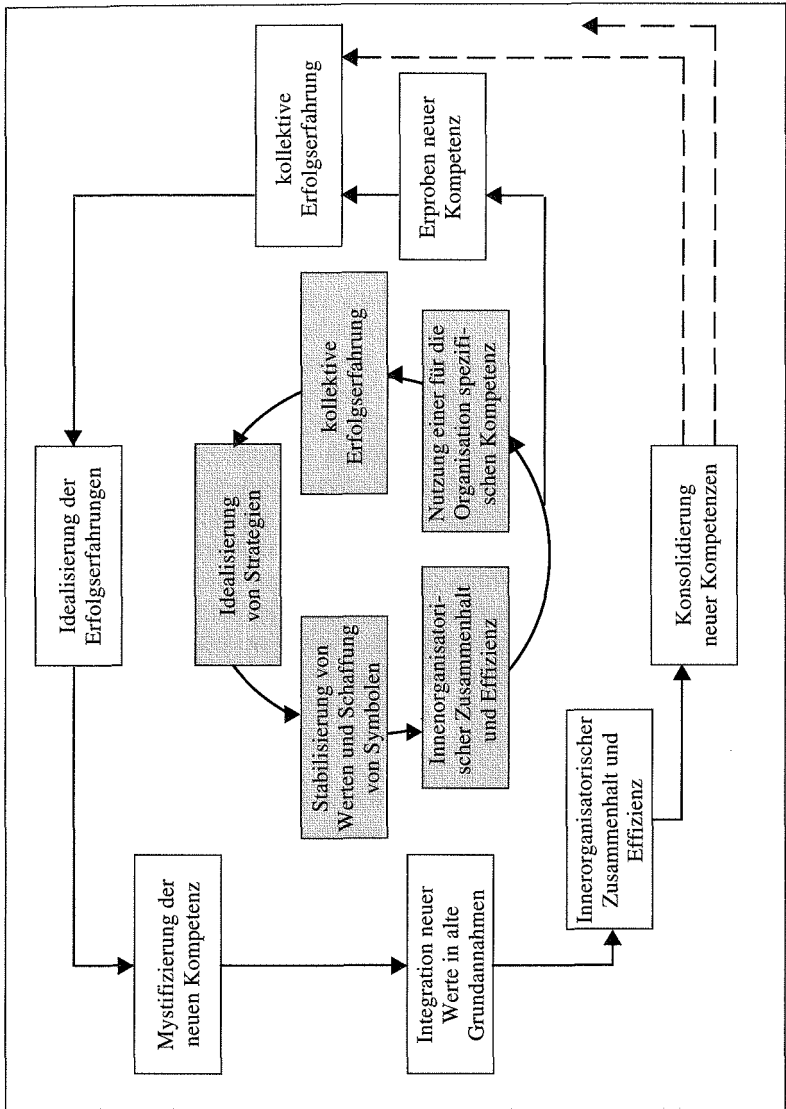 Idealisierung der
Erfolgserfahrungen
Mystifizierung der
neuen Kompetenz
Idealisierung
von Strategien
kollektive
Erfolgserfahrung
Stabilisierung von
Werten und Schaffung
von Symbolen
kollektive
Erfolgserfahrung
Integration neuer
Werte in alte
Grundannahmen
Innenorganisatori-
scher Zusammenhalt
und Effizienz
Nutzung einer für die
Organisation spezifi-
schen Kompetenz
Erproben neuer
Kompetenz
Innerorganisatorischer
Zusammenhalt und
Effizienz
Konsolidierung
neuer Kompetenzen